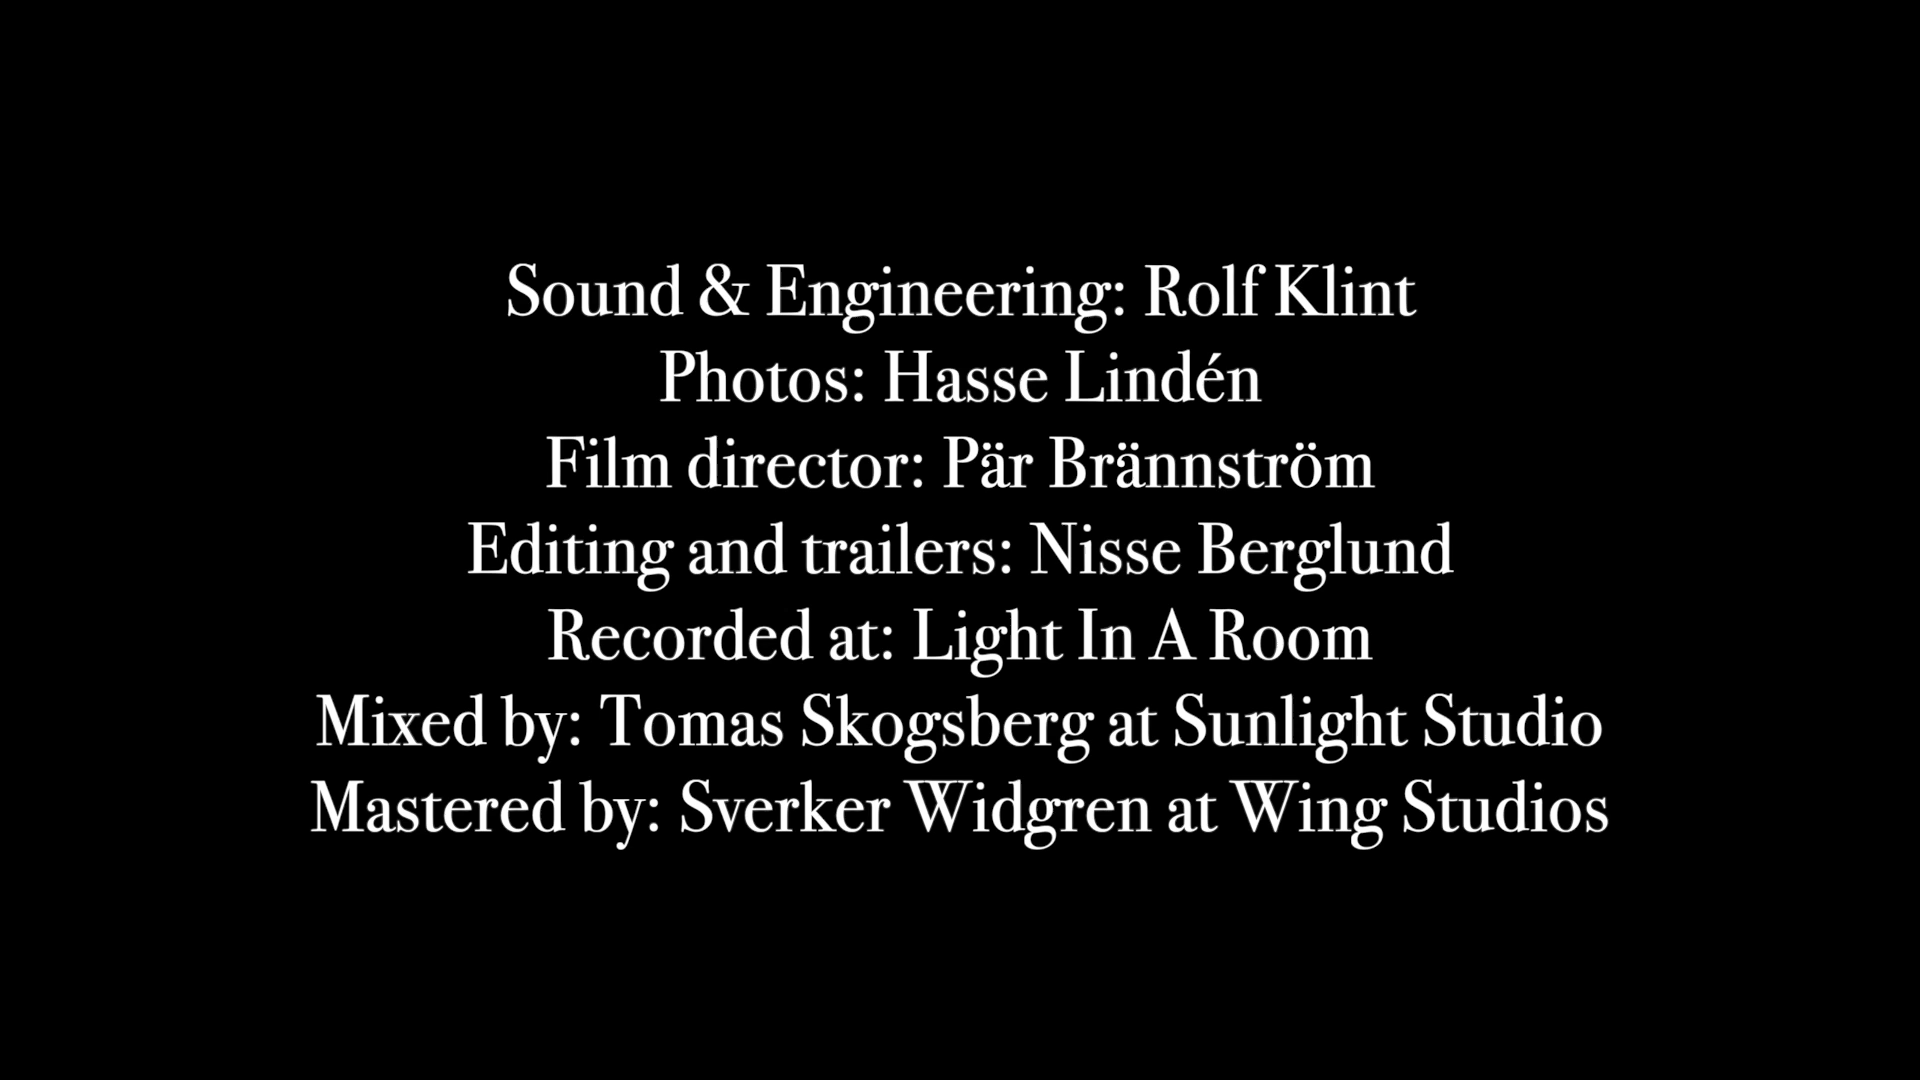 Sound & Engineering: Rolf Klint
Photos: Hasse Lindén
Film director: Pär Brännström
Editing and trailers: Nisse Berglund
Recorded at: Light In A Room
Mixed by: Tomas Skogsberg at Sunlight Studio
Mastered by: Sverker Widgren at Wing Studios